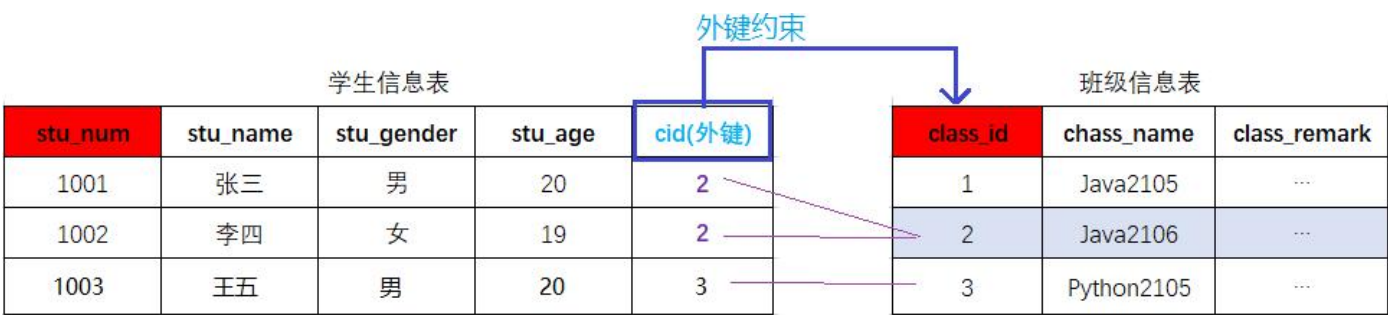 外键约束
学生信息表
stu_num stu_name stu_gender stu_age cid(外键)
1001 张三 男 20 2
1002 李四 女 19 2
1003 王五 男 20 3
班级信息表
class_id chass_name class_remark
1 Java2105 ...
2 Java2106 ...
3 Python2105 ...